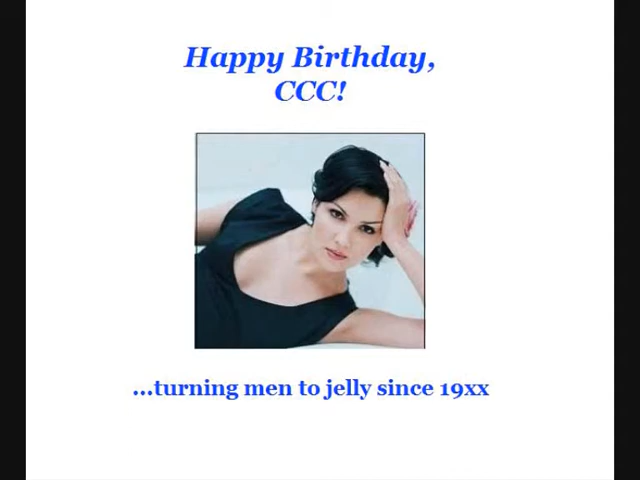 Happy Birthday,
CCC!
...turning men to jelly since 19xx